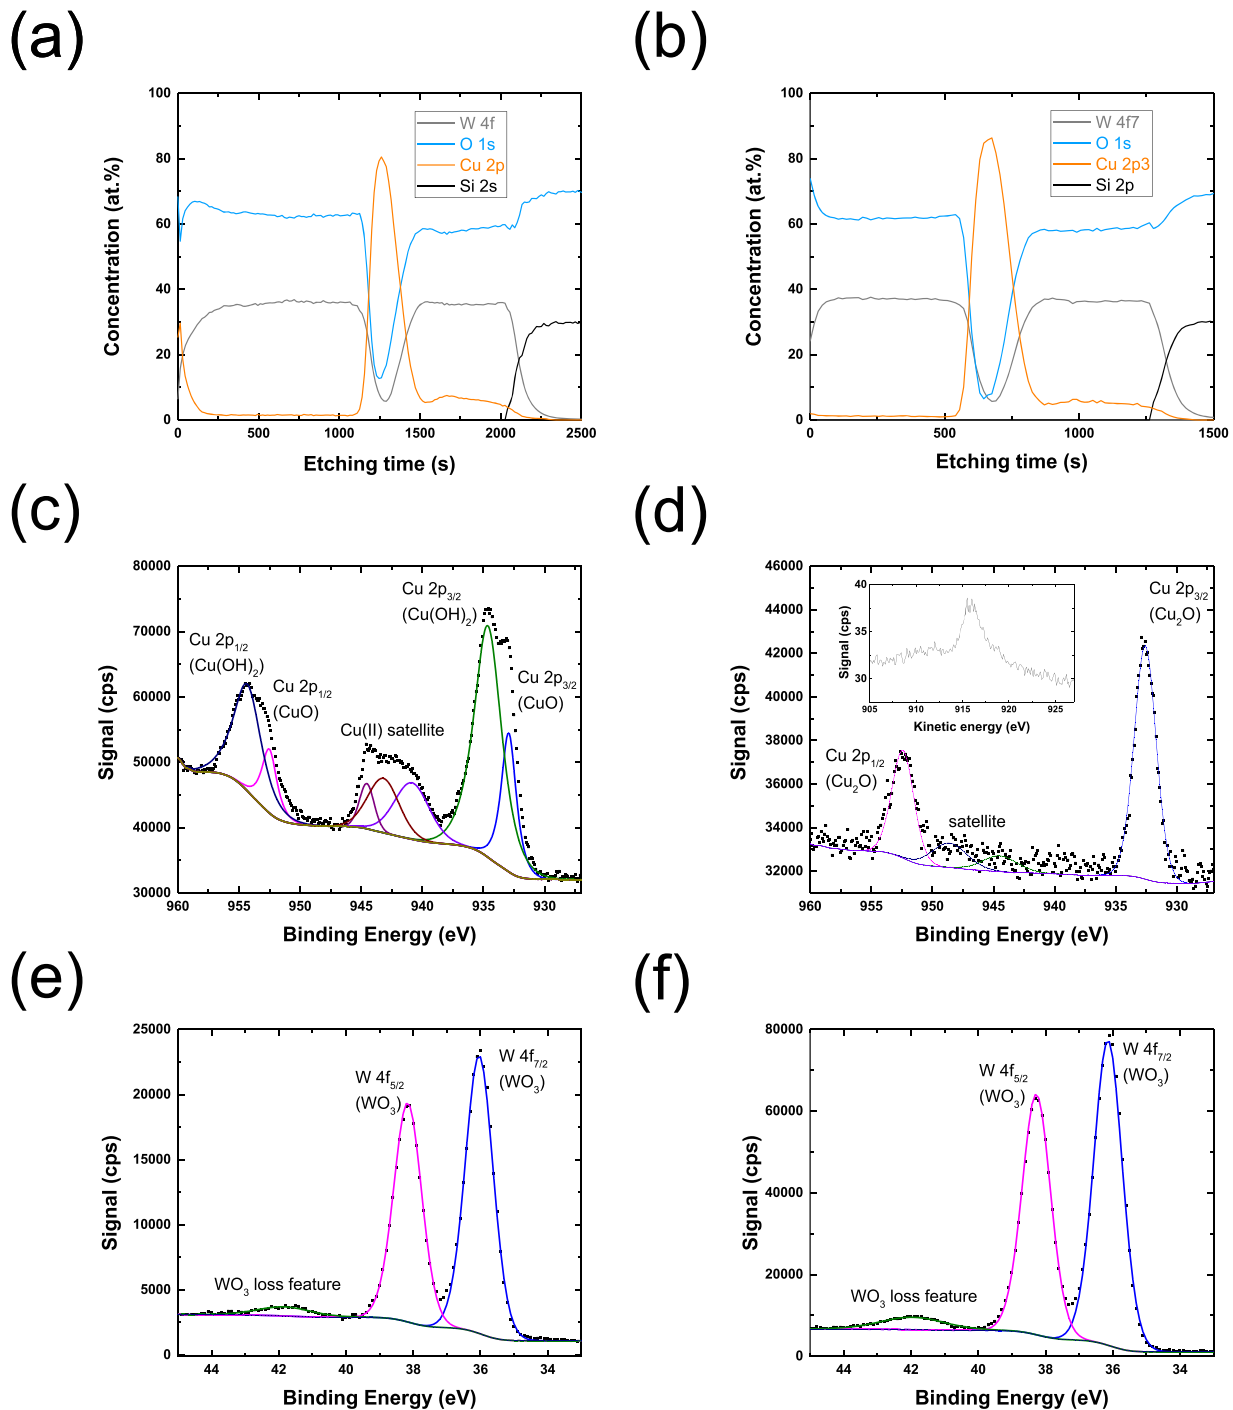 (a)
(b)
100
80
60
40
20
0
Concentration (at.%)
W 4f
O 1s
Cu 2p
Si 2s
0
500
1000
1500
2000
2500
Etching time (s)
100
80
60
40
20
0
Concentration (at.%)
W 4f7
O 1s
Cu 2p3
Si 2p
0
500
1000
1500
Etching time (s)
(c)
(d)
80000
70000
60000
50000
40000
30000
Signal (cps)
Cu 2p3/2
(Cu(OH)2)
Cu 2p1/2
(Cu(OH)2)
Cu 2p1/2
(CuO)
Cu(II) satellite
Cu 2p3/2
(CuO)
960
955
950
945
940
935
930
Binding Energy (eV)
46000
44000
42000
40000
38000
36000
34000
32000
Signal (cps)
40
35
30
Signal (cps)
905
910
915
920
925
Kinetic energy (eV)
Cu 2p3/2
(Cu2O)
Cu 2p1/2
(Cu2O)
satellite
960
955
950
945
940
935
930
Binding Energy (eV)
(e)
(f)
25000
20000
15000
10000
5000
0
Signal (cps)
W 4f7/2
(WO3)
W 4f5/2
(WO3)
WO3 loss feature
44
42
40
38
36
34
Binding Energy (eV)
80000
60000
40000
20000
0
Signal (cps)
W 4f7/2
(WO3)
W 4f5/2
(WO3)
WO3 loss feature
44
42
40
38
36
34
Binding Energy (eV)